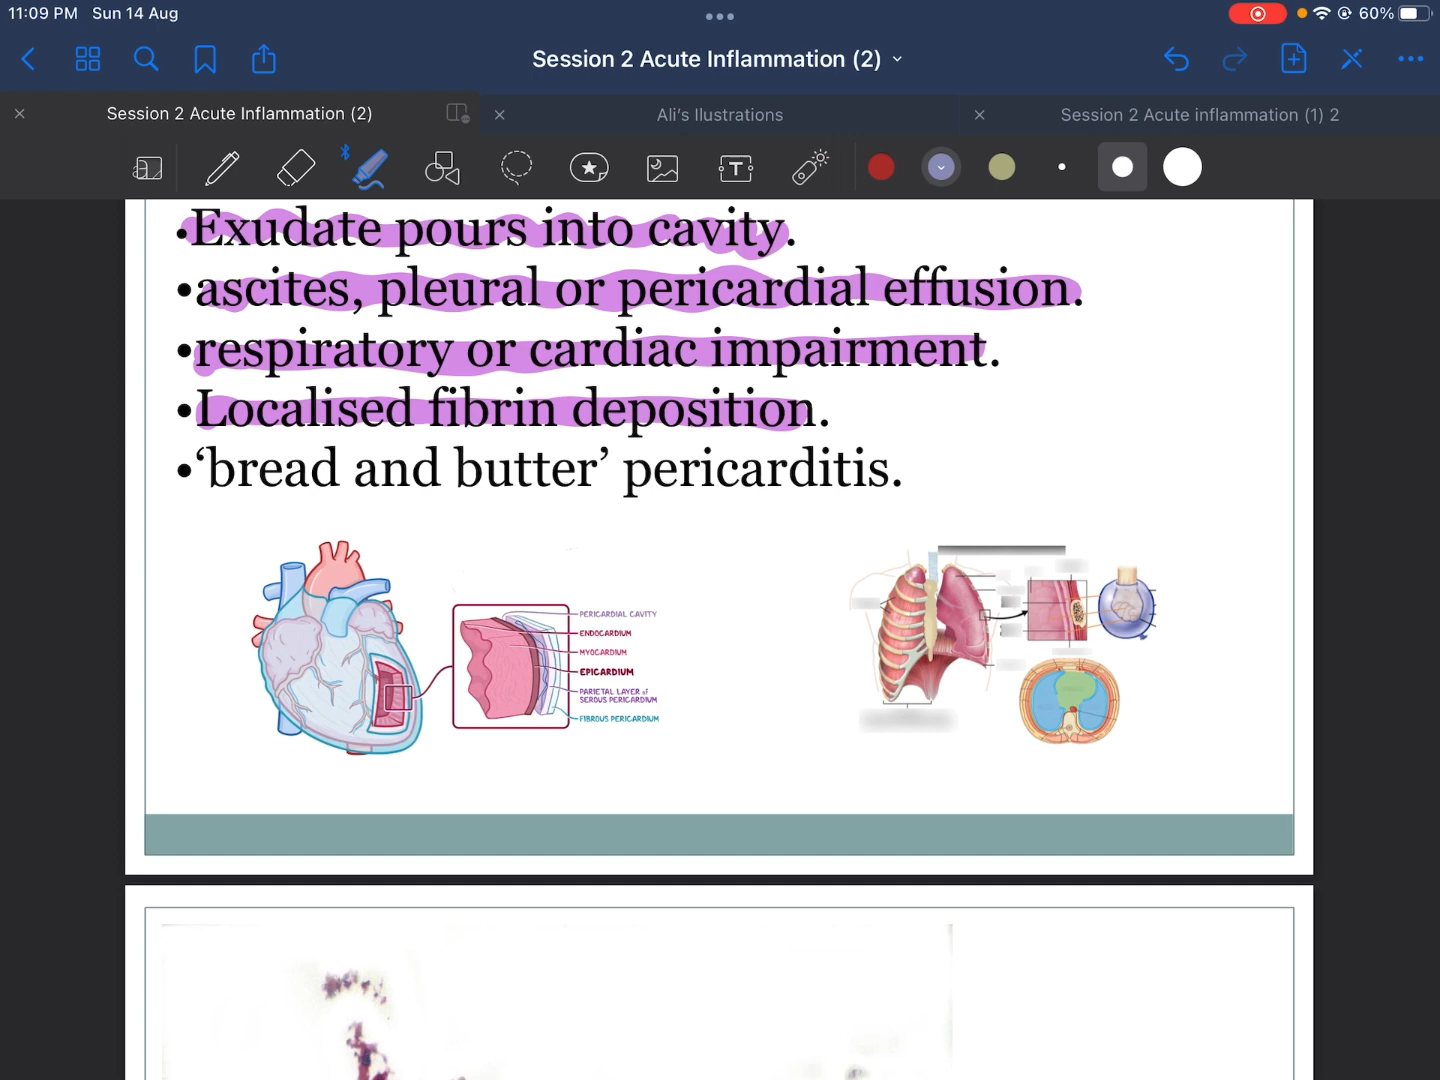 11:09 PM Sun 14 Aug
60%
Session 2 Acute Inflammation (2)
Session 2 Acute Inflammation (2)
Ali's Ilustrations
Session 2 Acute inflammation (1) 2
•Exudate pours into cavity.
•ascites, pleural or pericardial effusion.
•respiratory or cardiac impairment.
•Localised fibrin deposition.
•‘bread and butter’ pericarditis.
PERICARDIAL CAVITY
ENDOCARDIUM
MYOCARDIUM
EPICARDIUM
PARIETAL LAYER of
SEROUS PERICARDIUM
FIBROUS PERICARDIUM